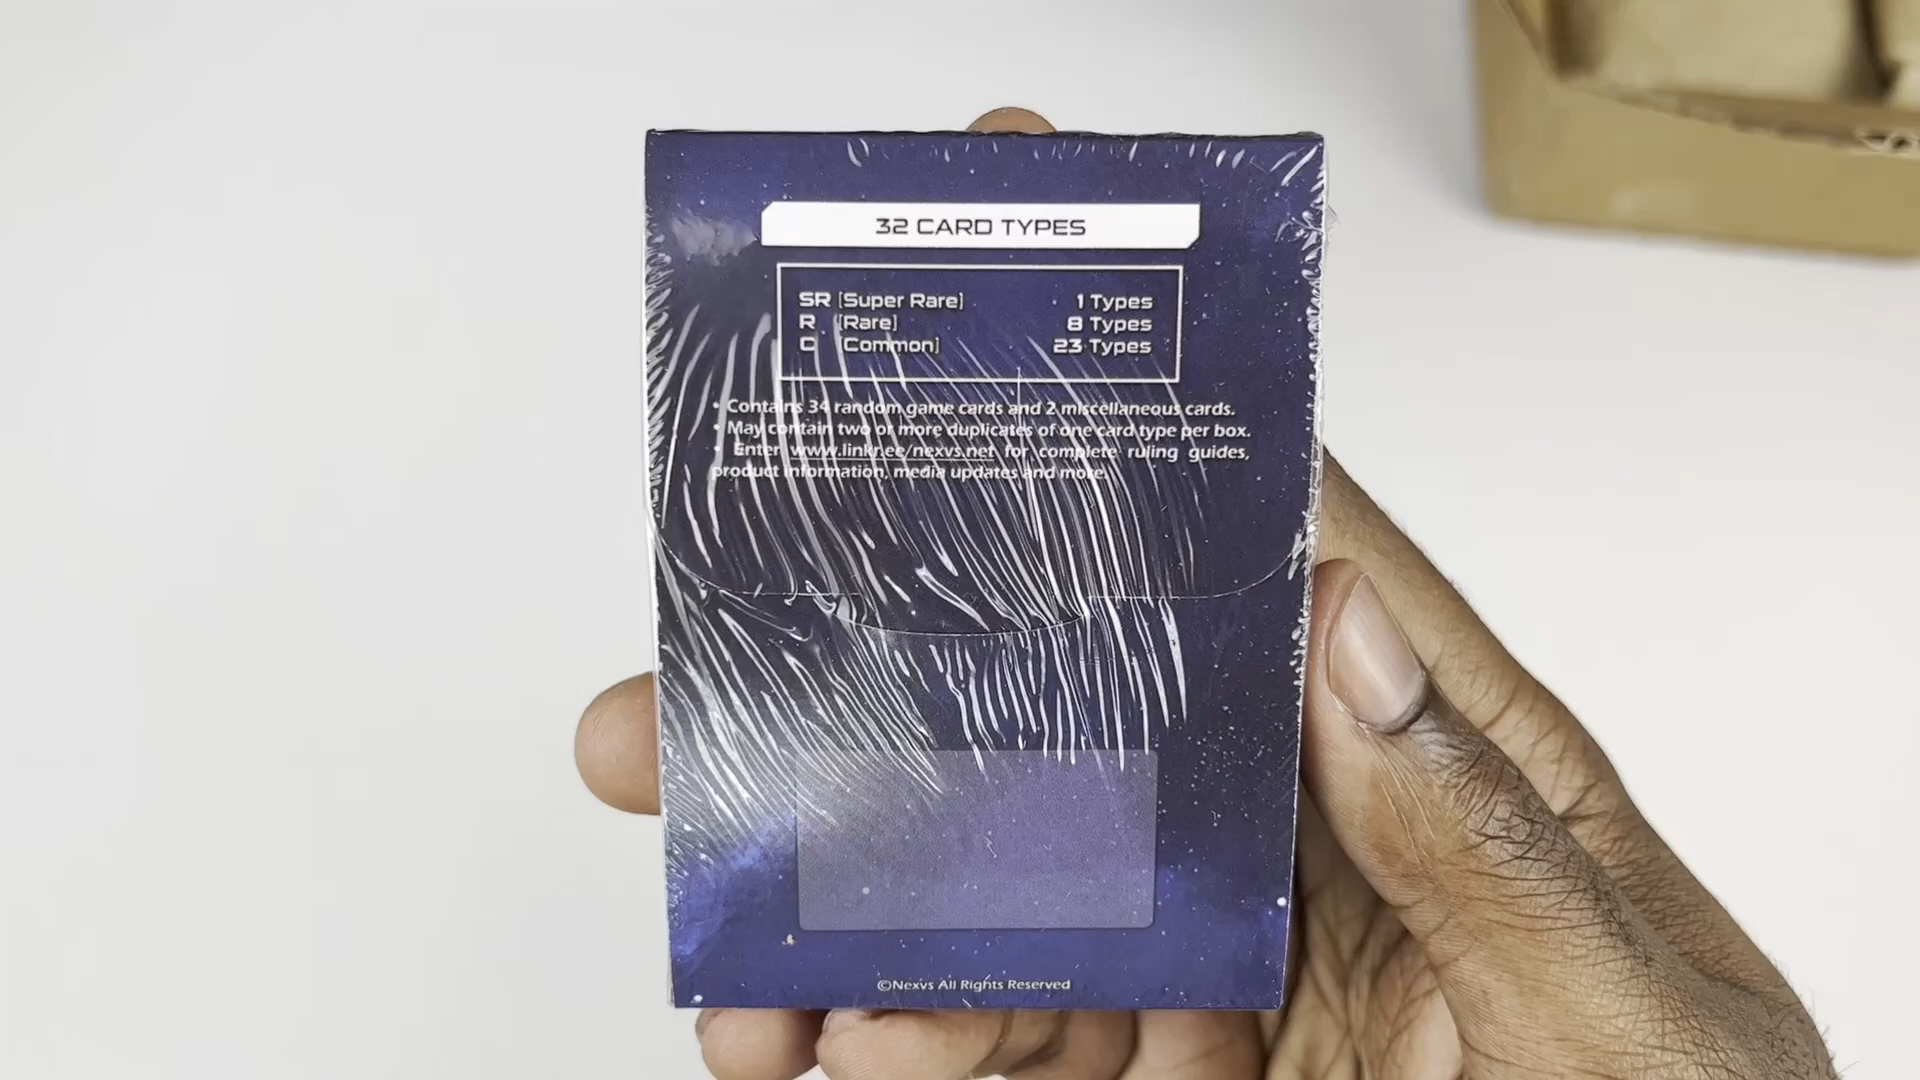 32 CARD TYPES
SR [Super Rare] 1 Types
R [Rare] 8 Types
C [Common] 23 Types
• Contains 34 random game cards and 2 miscellaneous cards.
• May contain two or more duplicates of one card type per box.
• Enter www.linkr.ee/nexvs.net for complete ruling guides,
product information, media updates and more.
©Nexvs All Rights Reserved